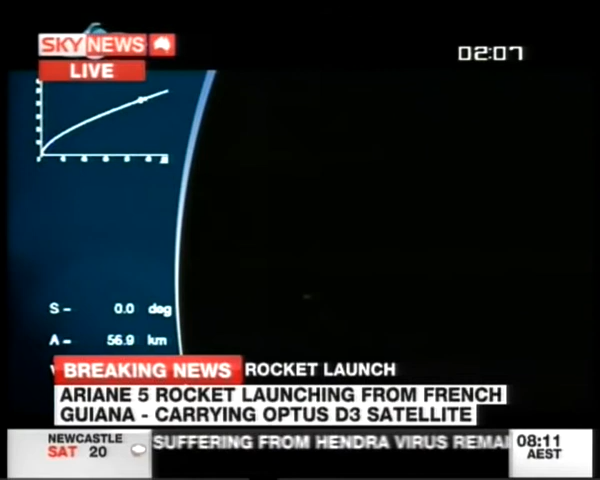 SKY NEWS
LIVE
02:07
S - 0.0 deg
A - 56.9 km
BREAKING NEWS ROCKET LAUNCH
ARIANE 5 ROCKET LAUNCHING FROM FRENCH
GUIANA - CARRYING OPTUS D3 SATELLITE
NEWCASTLE
SAT 20
SUFFERING FROM HENDRA VIRUS REMAI
08:11
AEST